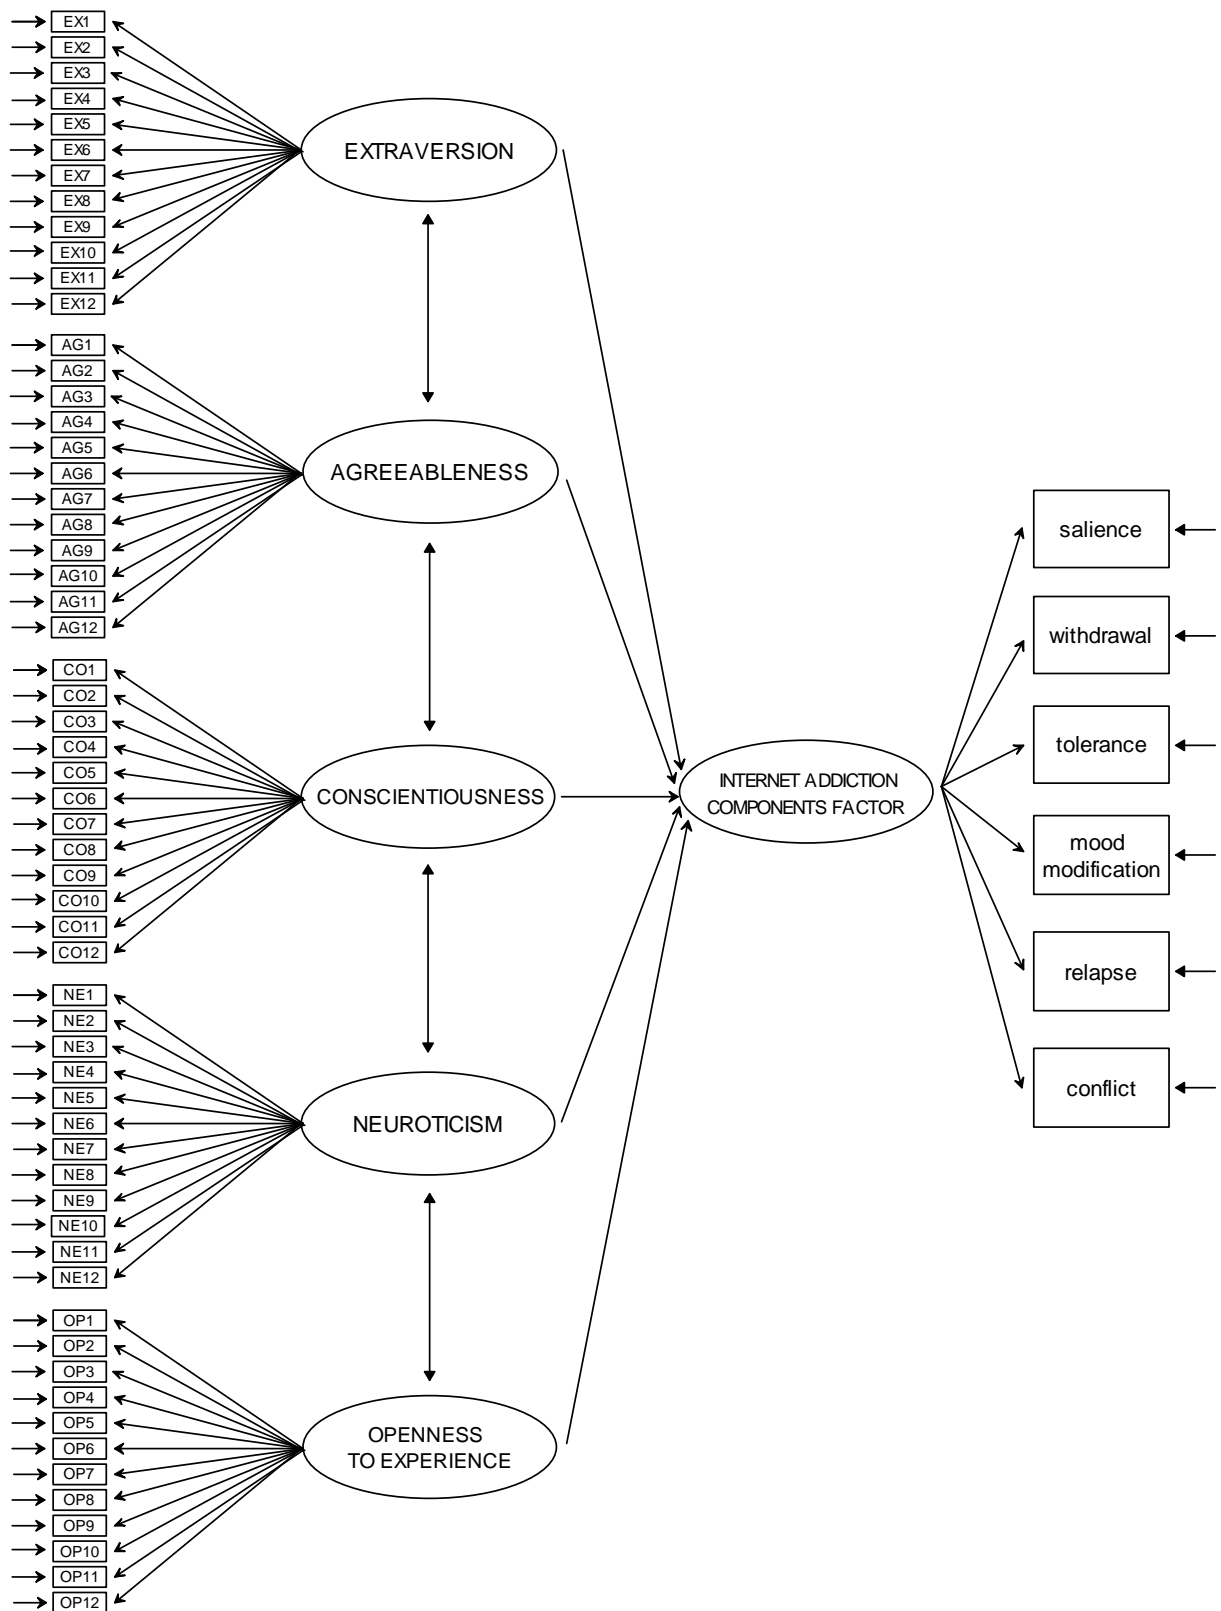 EX1
EX2
EX3
EX4
EX5
EX6
EX7
EX8
EX9
EX10
EX11
EX12
EXTRAVERSION
AG1
AG2
AG3
AG4
AG5
AG6
AG7
AG8
AG9
AG10
AG11
AG12
AGREEABLENESS
CO1
CO2
CO3
CO4
CO5
CO6
CO7
CO8
CO9
CO10
CO11
CO12
CONSCIENTIOUSNESS
NE1
NE2
NE3
NE4
NE5
NE6
NE7
NE8
NE9
NE10
NE11
NE12
NEUROTICISM
OP1
OP2
OP3
OP4
OP5
OP6
OP7
OP8
OP9
OP10
OP11
OP12
OPENNESS
TO EXPERIENCE
INTERNET ADDICTION
COMPONENTS FACTOR
salience
withdrawal
tolerance
mood
modification
relapse
conflict